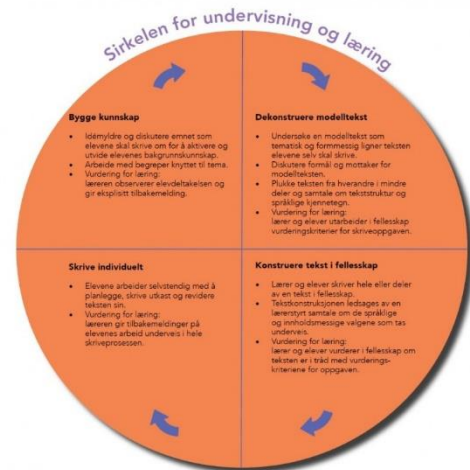 Sirkelen for undervisning og læring
Bygge kunnskap
• Idémyldre og diskutere emnet som
elevene skal skrive om for å aktivere og
utvide elevenes bakgrunnskunnskap.
• Arbeide med begreper knyttet til tema.
• Vurdering for læring:
læreren observerer elevdeltakelsen og
gir eksplisitt tilbakemelding.
Dekonstruere modelltekst
• Undersøke en modelltekst som
tematisk og formmessig ligner teksten
elevene selv skal skrive.
• Diskutere formål og mottaker for
modellteksten.
• Plukke teksten fra hverandre i mindre
deler og samtale om tekststruktur og
språklige kjennetegn.
• Vurdering for læring:
lærer og elever utarbeider i fellesskap
vurderingskriterier for skriveoppgaven.
Skrive individuelt
• Elevene arbeider selvstendig med å
planlegge, skrive utkast og revidere
teksten sin.
• Vurdering for læring:
læreren gir tilbakemeldinger på
elevenes arbeid underveis i hele
skriveprosessen.
Konstruere tekst i fellesskap
• Lærer og elever skriver hele eller deler
av en tekst i fellesskap.
• Tekstkonstruksjonen ledsages av en
lærerstyrt samtale om de språklige
og innholdsmessige valgene som tas
underveis.
• Vurdering for læring:
lærer og elever vurderer i fellesskap om
teksten er i tråd med vurderings-
kriteriene for oppgaven.